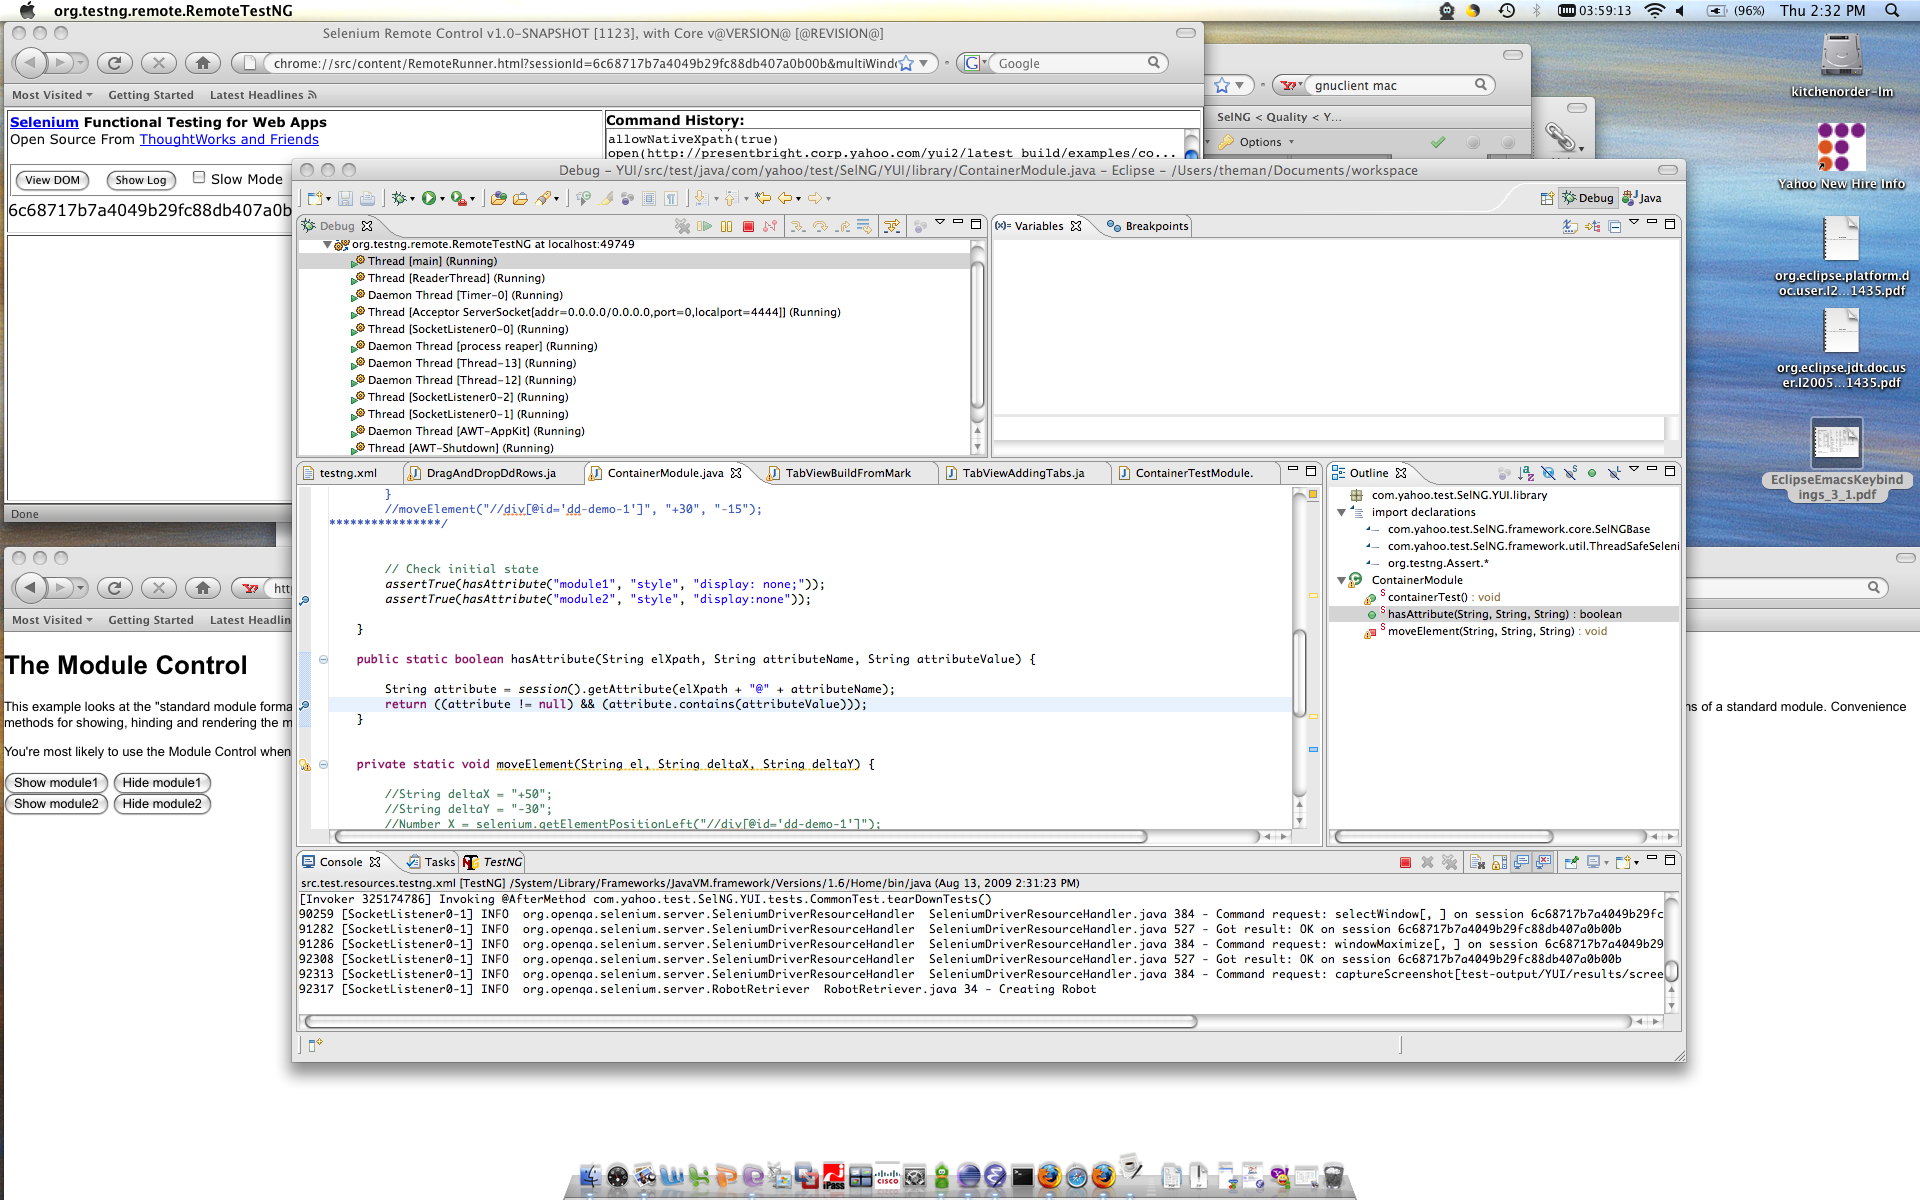 org.testng.remote.RemoteTestNG
03:59:13
(96%)
Thu 2:32 PM
Selenium Remote Control v1.0-SNAPSHOT [1123], with Core v@VERSION@ [@REVISION@]
chrome://src/content/RemoteRunner.html?sessionId=6c68717b7a4049b29fc88db407a0b00b&multiWind
Google
Most Visited
Getting Started
Latest Headlines
Selenium Functional Testing for Web Apps
Open Source From ThoughtWorks and Friends
View DOM
Show Log
Slow Mode
6c68717b7a4049b29fc88db407a0b
Command History:
allowNativeXpath(true)
open(http://presentbright.corp.yahoo.com/yui2/latest_build/examples/co...
Done
gnuclient mac
SelNG < Quality < Y...
Options
kitchenorder-lm
Yahoo New Hire Info
org.eclipse.platform.d
oc.user.I2...1435.pdf
org.eclipse.jdt.doc.us
er.I2005...1435.pdf
EclipseEmacsKeybind
ings_3_1.pdf
Debug - YUI/src/test/java/com/yahoo/test/SelNG/YUI/library/ContainerModule.java - Eclipse - /Users/theman/Documents/workspace
Debug
Java
Debug
org.testng.remote.RemoteTestNG at localhost:49749
Thread [main] (Running)
Thread [ReaderThread] (Running)
Daemon Thread [Timer-0] (Running)
Thread [Acceptor ServerSocket[addr=0.0.0.0/0.0.0.0,port=0,localport=4444]] (Running)
Thread [SocketListener0-0] (Running)
Daemon Thread [process reaper] (Running)
Daemon Thread [Thread-13] (Running)
Daemon Thread [Thread-12] (Running)
Thread [SocketListener0-2] (Running)
Thread [SocketListener0-1] (Running)
Daemon Thread [AWT-AppKit] (Running)
Thread [AWT-Shutdown] (Running)
(x)= Variables
Breakpoints
testng.xml
DragAndDropDdRows.ja
ContainerModule.java
TabViewBuildFromMark
TabViewAddingTabs.ja
ContainerTestModule.
}
//moveElement("//div[@id='dd-demo-1']", "+30", "-15");
****************/
// Check initial state
assertTrue(hasAttribute("module1", "style", "display: none;"));
assertTrue(hasAttribute("module2", "style", "display:none"));
}
public static boolean hasAttribute(String elXpath, String attributeName, String attributeValue) {
String attribute = session().getAttribute(elXpath + "@" + attributeName);
return ((attribute != null) && (attribute.contains(attributeValue)));
}
private static void moveElement(String el, String deltaX, String deltaY) {
//String deltaX = "+50";
//String deltaY = "-30";
//Number X = selenium.getElementPositionLeft("//div[@id='dd-demo-1']");
Outline
com.yahoo.test.SelNG.YUI.library
import declarations
com.yahoo.test.SelNG.framework.core.SelNGBase
com.yahoo.test.SelNG.framework.util.ThreadSafeSeleni
org.testng.Assert.*
ContainerModule
containerTest() : void
hasAttribute(String, String, String) : boolean
moveElement(String, String, String) : void
Console
Tasks
TestNG
src.test.resources.testng.xml [TestNG] /System/Library/Frameworks/JavaVM.framework/Versions/1.6/Home/bin/java (Aug 13, 2009 2:31:23 PM)
[Invoker 325174786] Invoking @AfterMethod com.yahoo.test.SelNG.YUI.tests.CommonTest.tearDownTests()
90259 [SocketListener0-1] INFO org.openqa.selenium.server.SeleniumDriverResourceHandler SeleniumDriverResourceHandler.java 384 - Command request: selectWindow[, ] on session 6c68717b7a4049b29fc
91282 [SocketListener0-1] INFO org.openqa.selenium.server.SeleniumDriverResourceHandler SeleniumDriverResourceHandler.java 527 - Got result: OK on session 6c68717b7a4049b29fc88db407a0b00b
91286 [SocketListener0-1] INFO org.openqa.selenium.server.SeleniumDriverResourceHandler SeleniumDriverResourceHandler.java 384 - Command request: windowMaximize[, ] on session 6c68717b7a4049b29
92308 [SocketListener0-1] INFO org.openqa.selenium.server.SeleniumDriverResourceHandler SeleniumDriverResourceHandler.java 527 - Got result: OK on session 6c68717b7a4049b29fc88db407a0b00b
92313 [SocketListener0-1] INFO org.openqa.selenium.server.SeleniumDriverResourceHandler SeleniumDriverResourceHandler.java 384 - Command request: captureScreenshot[test-output/YUI/results/scree
92317 [SocketListener0-1] INFO org.openqa.selenium.server.RobotRetriever RobotRetriever.java 34 - Creating Robot
htt
Most Visited
Getting Started
Latest Headlin
The Module Control
This example looks at the "standard module forma
ns of a standard module. Convenience
methods for showing, hinding and rendering the m
You're most likely to use the Module Control when
Show module1
Hide module1
Show module2
Hide module2
iPass
CISCO